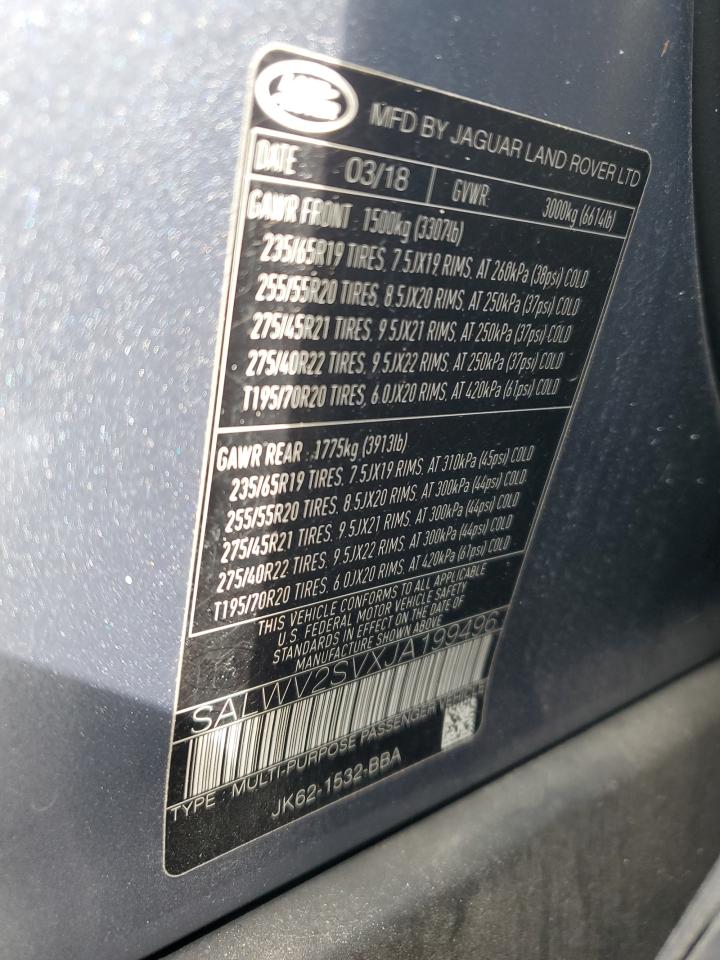 MFD BY JAGUAR LAND ROVER LTD
DATE 03/18 GVWR 3000kg (6614lb)
GAWR FRONT 1500kg (3307lb)
235/65R19 TIRES, 7.5JX19 RIMS, AT 260kPa (38psi) COLD
255/55R20 TIRES, 8.5JX20 RIMS, AT 250kPa (37psi) COLD
275/45R21 TIRES, 9.5JX21 RIMS, AT 250kPa (37psi) COLD
275/40R22 TIRES, 9.5JX22 RIMS, AT 250kPa (37psi) COLD
T195/70R20 TIRES, 6.0JX20 RIMS, AT 420kPa (61psi) COLD
GAWR REAR : 1775kg (3913lb)
235/65R19 TIRES, 7.5JX19 RIMS, AT 310kPa (45psi) COLD
255/55R20 TIRES, 8.5JX20 RIMS, AT 300kPa (44psi) COLD
275/45R21 TIRES, 9.5JX21 RIMS, AT 300kPa (44psi) COLD
275/40R22 TIRES, 9.5JX22 RIMS, AT 300kPa (44psi) COLD
T195/70R20 TIRES, 6.0JX20 RIMS, AT 420kPa (61psi) COLD
THIS VEHICLE CONFORMS TO ALL APPLICABLE
U.S. FEDERAL MOTOR VEHICLE SAFETY
STANDARDS IN EFFECT ON THE DATE OF
MANUFACTURE SHOWN ABOVE
SALWV2SVXJA199496
TYPE MULTI-PURPOSE PASSENGER VEHICLE
JK62-1532-BBA